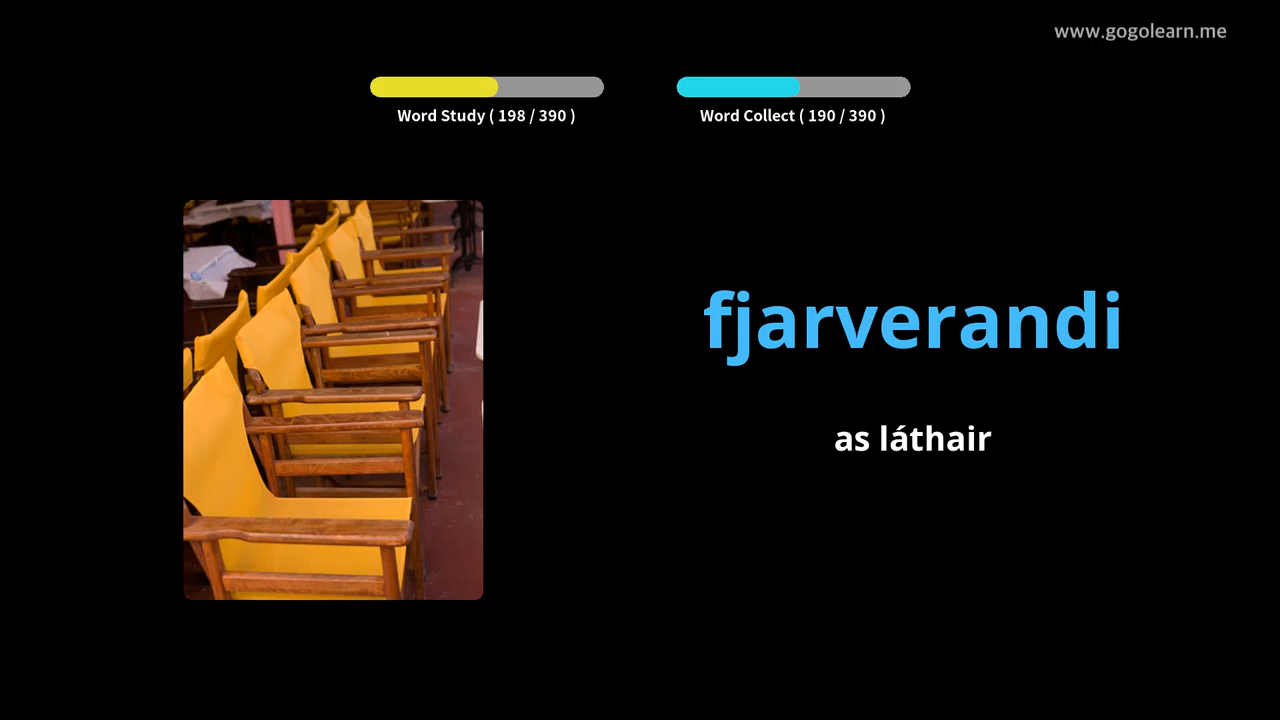 www.gogolearn.me
Word Study ( 198 / 390 )
Word Collect ( 190 / 390 )
fjarverandi
as láthair